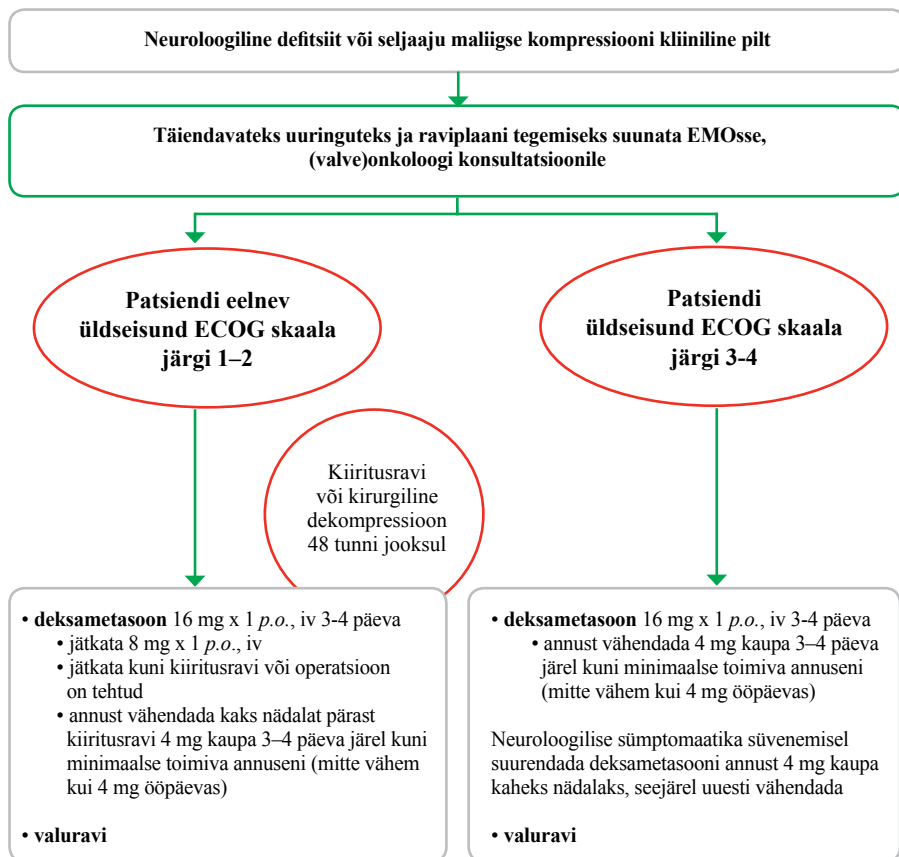 Neuroloogiline defitsiit või seljaaju maliigse kompressiooni kliiniline pilt
Täiendavateks uuringuteks ja raviplaani tegemiseks suunata EMOsse,
(valve)onkoloogi konsultatsioonile
Patsiendi eelnev
üldseisund ECOG skaala
järgi 1–2
Patsiendi
üldseisund ECOG skaala
järgi 3-4
Kiiritusravi
või kirurgiline
dekompressioon
48 tunni jooksul
• deksametasoon 16 mg x 1 p.o., iv 3-4 päeva
• jätkata 8 mg x 1 p.o., iv
• jätkata kuni kiiritusravi või operatsioon
on tehtud
• annust vähendada kaks nädalat pärast
kiiritusravi 4 mg kaupa 3–4 päeva järel kuni
minimaalse toimiva annuseni (mitte vähem
kui 4 mg ööpäevas)
• valuravi
• deksametasoon 16 mg x 1 p.o., iv 3-4 päeva
• annust vähendada 4 mg kaupa 3–4 päeva
järel kuni minimaalse toimiva annuseni
(mitte vähem kui 4 mg ööpäevas)
Neuroloogilise sümptomaatika süvenemisel
suurendada deksametasooni annust 4 mg kaupa
kaheks nädalaks, seejärel uuesti vähendada
• valuravi